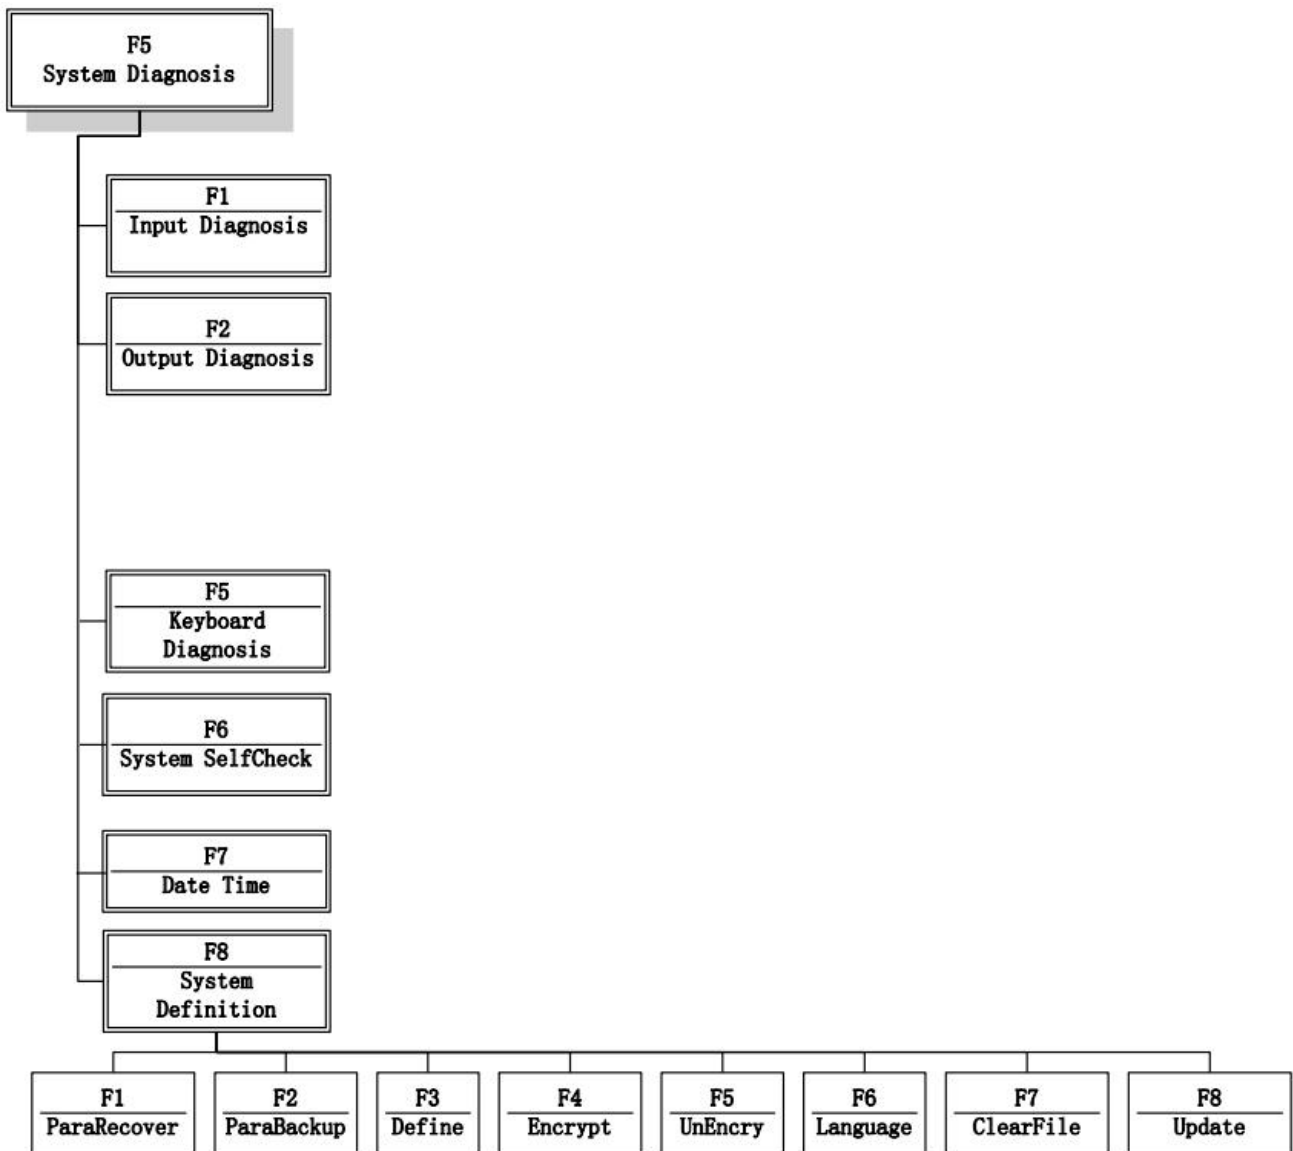 F5
System Diagnosis
F1
Input Diagnosis
F2
Output Diagnosis
F5
Keyboard
Diagnosis
F6
System SelfCheck
F7
Date Time
F8
System
Definition
F1
ParaRecover
F2
ParaBackup
F3
Define
F4
Encrypt
F5
UnEncry
F6
Language
F7
ClearFile
F8
Update